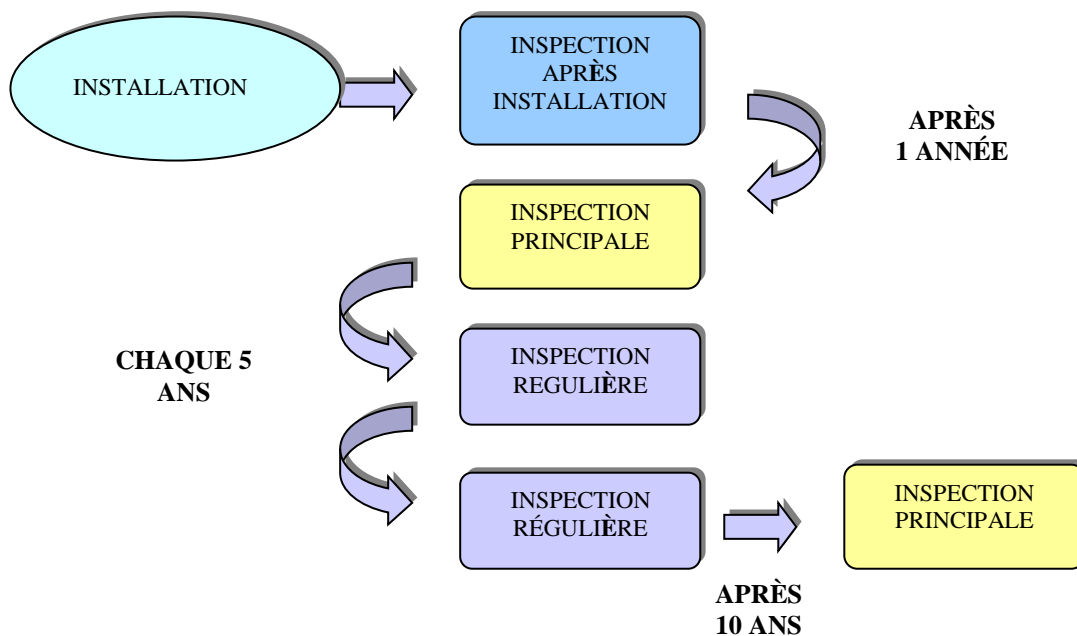 INSTALLATION
INSPECTION
APRÈS
INSTALLATION
APRÈS
1 ANNÉE
INSPECTION
PRINCIPALE
CHAQUE 5
ANS
INSPECTION
REGULIÈRE
INSPECTION
RÉGULIÈRE
INSPECTION
PRINCIPALE
APRÈS
10 ANS